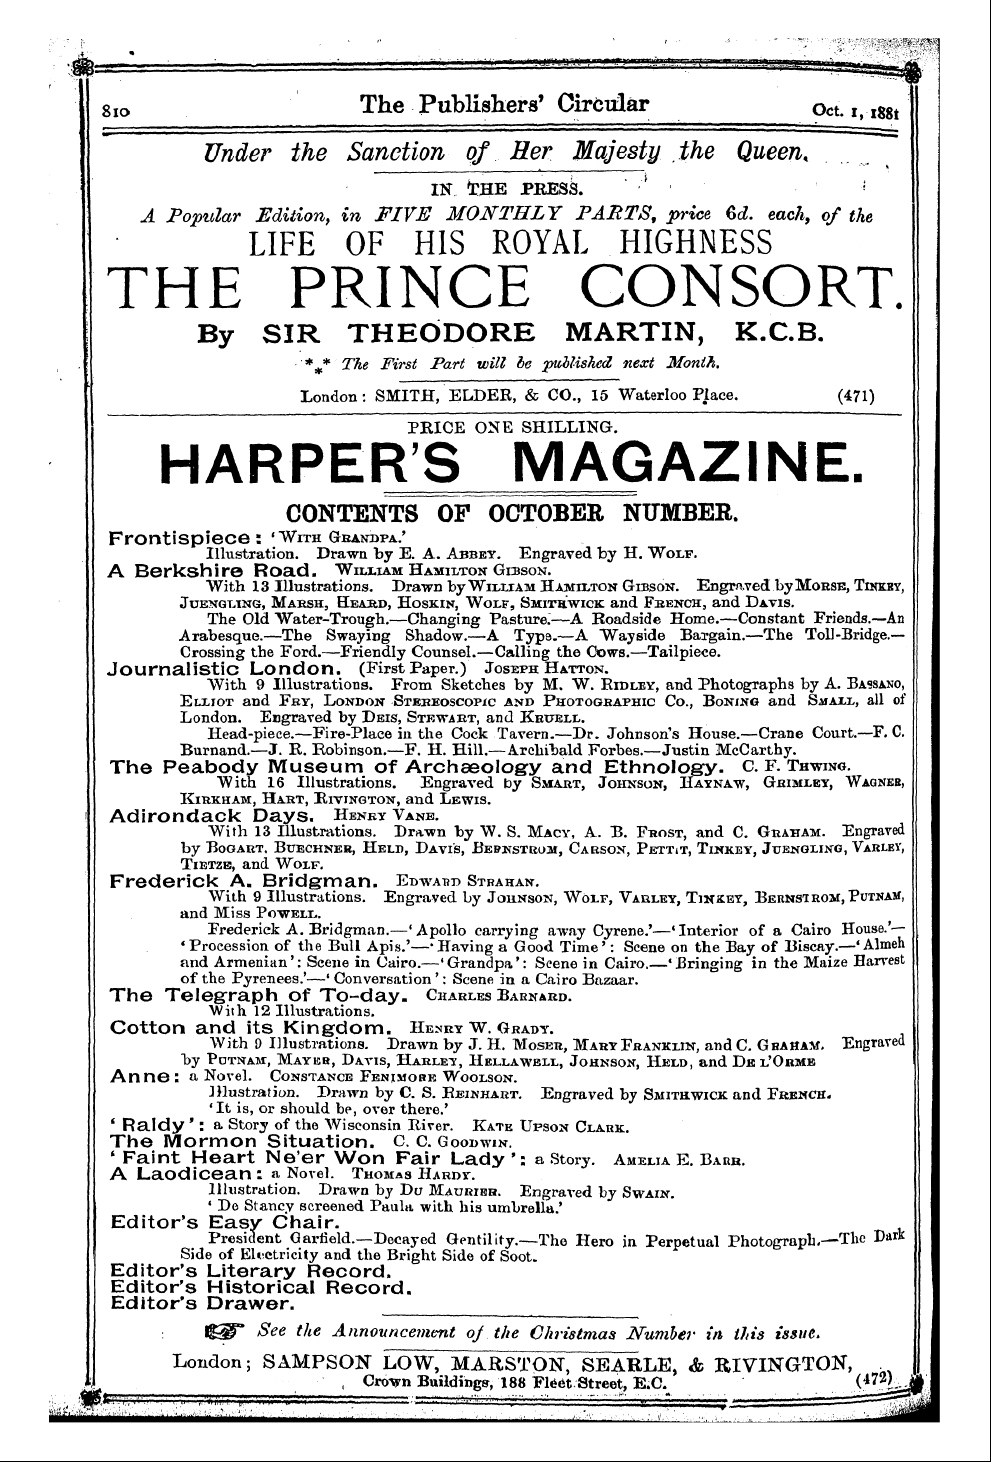 810 The Publishers' Circular Oct. 1, 1881
Under the Sanction of Her Majesty the Queen.
IN THE PRESS.
A Popular Edition, in FIVE MONTHLY PARTS, price 6d. each, of the
LIFE OF HIS ROYAL HIGHNESS
THE PRINCE CONSORT.
By SIR THEODORE MARTIN, K.C.B.
*⁎* The First Part will be published next Month.
London: SMITH, ELDER, & CO., 15 Waterloo Place. (471)
PRICE ONE SHILLING.
HARPER'S MAGAZINE.
CONTENTS OF OCTOBER NUMBER.
Frontispiece: 'WITH GRANDPA.'
Illustration. Drawn by E. A. ABBEY. Engraved by H. WOLF.
A Berkshire Road. WILLIAM HAMILTON GIBSON.
With 13 Illustrations. Drawn by WILLIAM HAMILTON GIBSON. Engraved by MORSE, TINKEY,
JUENGLING, MARSH, HEARD, HOSKIN, WOLF, SMITHWICK and FRENCH, and DAVIS.
The Old Water-Trough.—Changing Pasture.—A Roadside Home.—Constant Friends.—An
Arabesque.—The Swaying Shadow.—A Type.—A Wayside Bargain.—The Toll-Bridge.—
Crossing the Ford.—Friendly Counsel.—Calling the Cows.—Tailpiece.
Journalistic London. (First Paper.) JOSEPH HATTON.
With 9 Illustrations. From Sketches by M. W. RIDLEY, and Photographs by A. BASSANO,
ELLIOT and FRY, LONDON STEREOSCOPIC AND PHOTOGRAPHIC CO., BONING and SMALL, all of
London. Engraved by DEIS, STEWART, and KRUELL.
Head-piece.—Fire-Place in the Cock Tavern.—Dr. Johnson's House.—Crane Court.—F. C.
Burnand.—J. R. Robinson.—F. H. Hill.—Archibald Forbes.—Justin McCarthy.
The Peabody Museum of Archæology and Ethnology. C. F. THWING.
With 16 Illustrations. Engraved by SMART, JOHNSON, HAYNAW, GRIMLEY, WAGNER,
KIRKHAM, HART, RIVINGTON, and LEWIS.
Adirondack Days. HENRY VANE.
With 13 Illustrations. Drawn by W. S. MACY, A. B. FROST, and C. GRAHAM. Engraved
by BOGART, BUECHNER, HELD, DAVIS, BERNSTROM, CARSON, PETTIT, TINKEY, JUENGLING, VARLEY,
TIETZE, and WOLF.
Frederick A. Bridgman. EDWARD STRAHAN.
With 9 Illustrations. Engraved by JOHNSON, WOLF, VARLEY, TINKEY, BERNSTROM, PUTNAM,
and Miss POWELL.
Frederick A. Bridgman.—'Apollo carrying away Cyrene.'—'Interior of a Cairo House.'—
'Procession of the Bull Apis.'—'Having a Good Time': Scene on the Bay of Biscay.—'Almeh
and Armenian': Scene in Cairo.—'Grandpa': Scene in Cairo.—'Bringing in the Maize Harvest
of the Pyrenees.'—'Conversation': Scene in a Cairo Bazaar.
The Telegraph of To-day. CHARLES BARNARD.
With 12 Illustrations.
Cotton and its Kingdom. HENRY W. GRADY.
With 9 Illustrations. Drawn by J. H. MOSER, MARY FRANKLIN, and C. GRAHAM. Engraved
by PUTNAM, MAYER, DAVIS, HARLEY, HELLAWELL, JOHNSON, HELD, and DE L'ORME
Anne: a Novel. CONSTANCE FENIMORE WOOLSON.
Illustration. Drawn by C. S. REINHART. Engraved by SMITHWICK and FRENCH.
'It is, or should be, over there.'
'Raldy': a Story of the Wisconsin River. KATE UPSON CLARK.
The Mormon Situation. C. C. GOODWIN.
'Faint Heart Ne'er Won Fair Lady': a Story. AMELIA E. BARR.
A Laodicean: a Novel. THOMAS HARDY.
Illustration. Drawn by DU MAURIER. Engraved by SWAIN.
'De Stancy screened Paula with his umbrella.'
Editor's Easy Chair.
President Garfield.—Decayed Gentility.—The Hero in Perpetual Photograph.—The Dark
Side of Electricity and the Bright Side of Soot.
Editor's Literary Record.
Editor's Historical Record.
Editor's Drawer.
☞ See the Announcement of the Christmas Number in this issue.
London; SAMPSON LOW, MARSTON, SEARLE, & RIVINGTON,
Crown Buildings, 188 Fleet Street, E.C. (472)